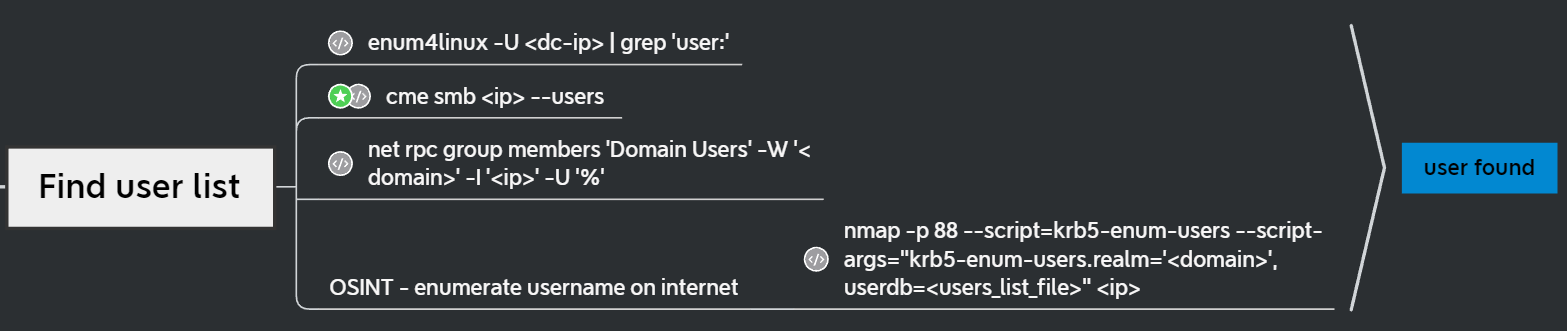 enum4linux -U <dc-ip> | grep 'user:'
cme smb <ip> --users
net rpc group members 'Domain Users' -W '<
domain>' -I '<ip>' -U '%'
Find user list
user found
OSINT - enumerate username on internet
nmap -p 88 --script=krb5-enum-users --script-
args="krb5-enum-users.realm='<domain>',
userdb=<users_list_file>" <ip>